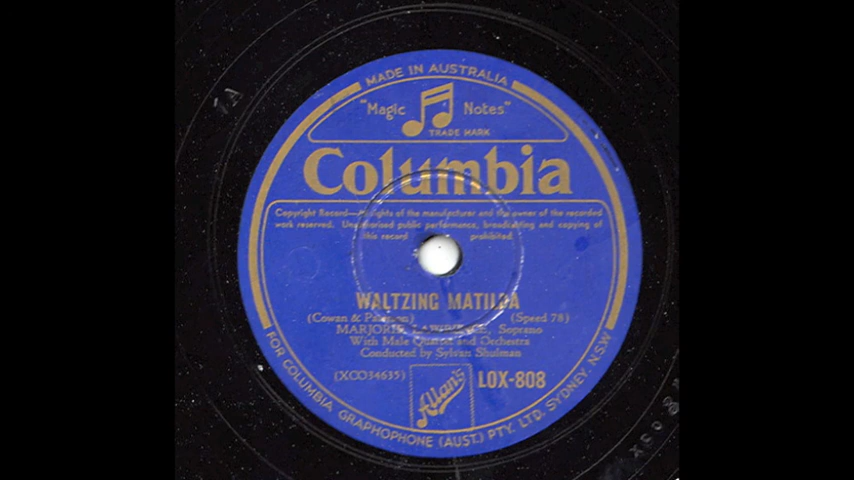 MADE IN AUSTRALIA
"Magic Notes"
TRADE MARK
Columbia
Copyright Record—All rights of the manufacturer and the owner of the recorded
work reserved. Unauthorised public performance, broadcasting and copying of
this record prohibited.
WALTZING MATILDA
(Cowan & Paterson) (Speed 78)
MARJORIE LAWRENCE, Soprano
With Male Quartet and Orchestra
Conducted by Sylvan Shulman
(XCO34635) Allan's LOX-808
FOR COLUMBIA GRAPHOPHONE (AUST.) PTY. LTD. SYDNEY. N.S.W.
1A